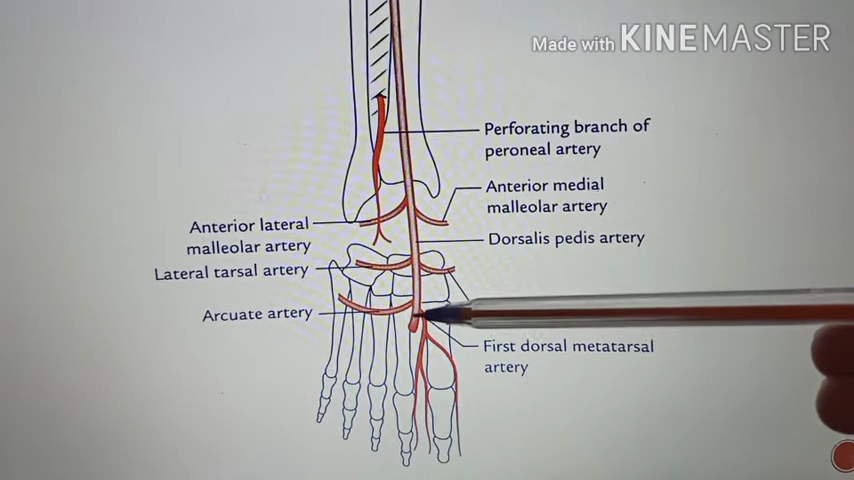 Made with KINEMASTER
Perforating branch of
peroneal artery
Anterior medial
malleolar artery
Anterior lateral
malleolar artery
Dorsalis pedis artery
Lateral tarsal artery
Arcuate artery
First dorsal metatarsal
artery